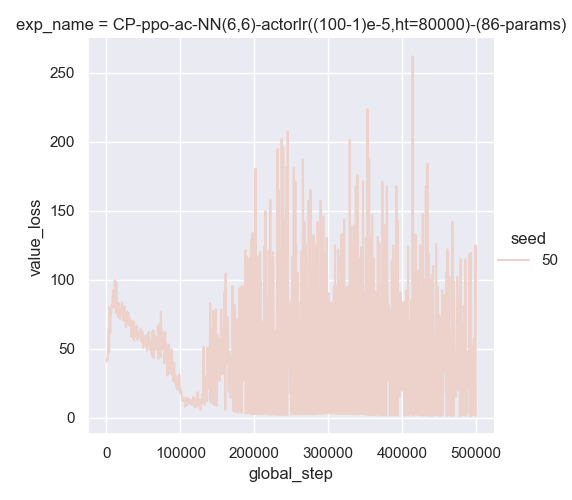 exp_name = CP-ppo-ac-NN(6,6)-actorlr((100-1)e-5,ht=80000)-(86-params)
250
200
150
100
50
0
value_loss
seed
50
0 100000 200000 300000 400000 500000
global_step